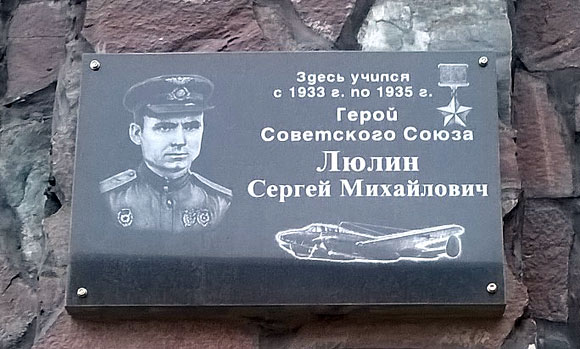 Здесь учился
с 1933 г. по 1935 г.
Герой
Советского Союза
Люлин
Сергей Михайлович